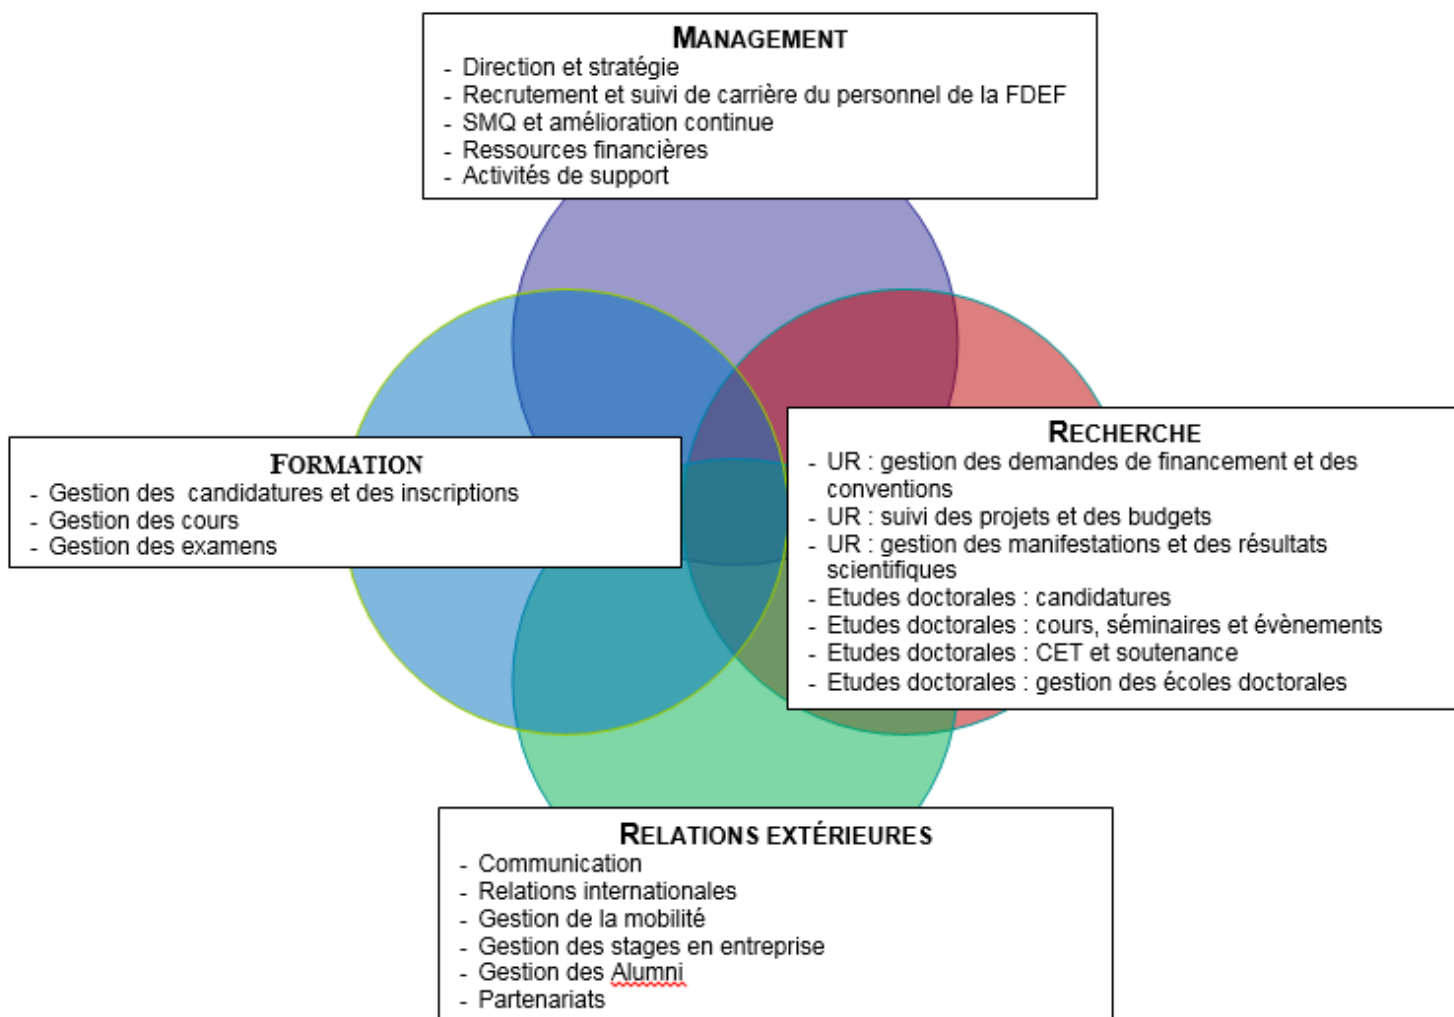 MANAGEMENT
- Direction et stratégie
- Recrutement et suivi de carrière du personnel de la FDEF
- SMQ et amélioration continue
- Ressources financières
- Activités de support
FORMATION
- Gestion des  candidatures et des inscriptions
- Gestion des cours
- Gestion des examens
RECHERCHE
- UR : gestion des demandes de financement et des
conventions
- UR : suivi des projets et des budgets
- UR : gestion des manifestations et des résultats
scientifiques
- Etudes doctorales : candidatures
- Etudes doctorales : cours, séminaires et évènements
- Etudes doctorales : CET et soutenance
- Etudes doctorales : gestion des écoles doctorales
RELATIONS EXTÉRIEURES
- Communication
- Relations internationales
- Gestion de la mobilité
- Gestion des stages en entreprise
- Gestion des Alumni
- Partenariats